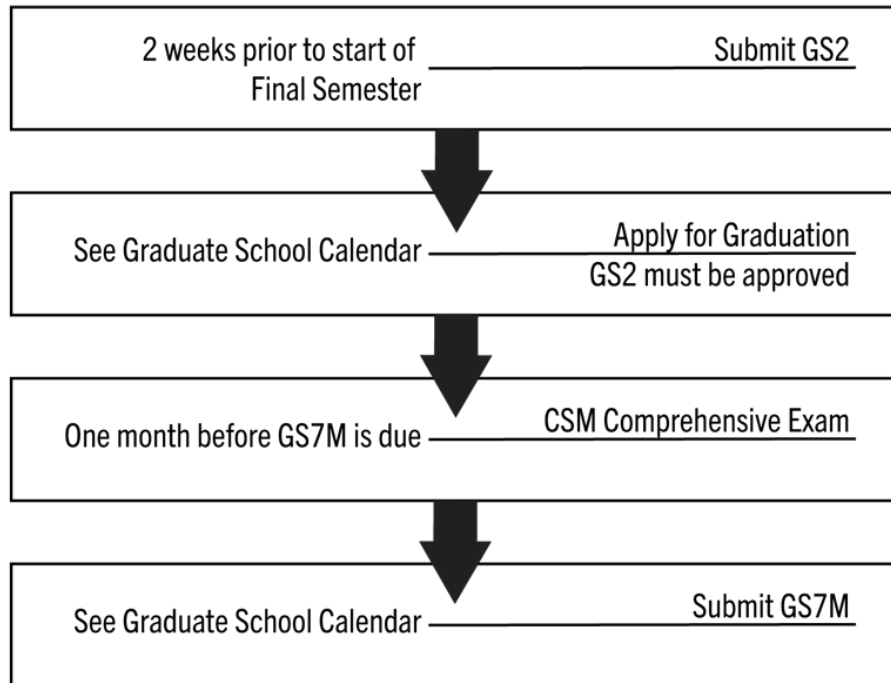 2 weeks prior to start of
Final Semester
Submit GS2
See Graduate School Calendar
Apply for Graduation
GS2 must be approved
One month before GS7M is due
CSM Comprehensive Exam
See Graduate School Calendar
Submit GS7M